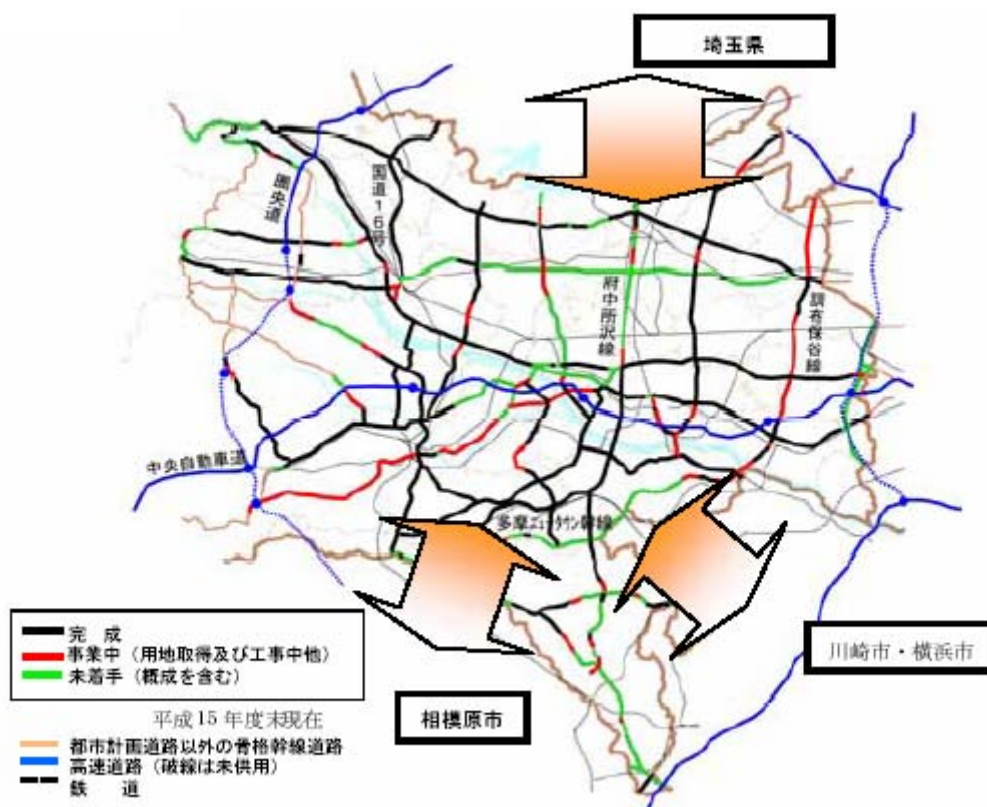 埼玉県
圏央道
国道16号
府中所沢線
調布保谷線
中央自動車道
多摩ニュータウン幹線
完 成
事業中（用地取得及び工事中他）
未着手（概成を含む）
平成15年度末現在
都市計画道路以外の骨格幹線道路
高速道路（破線は未供用）
鉄 道
相模原市
川崎市・横浜市